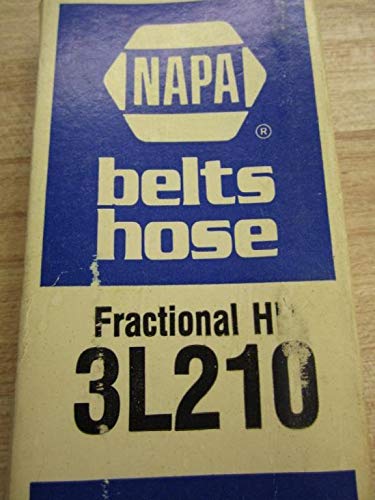 NAPA
®
belts
hose
Fractional
3L210